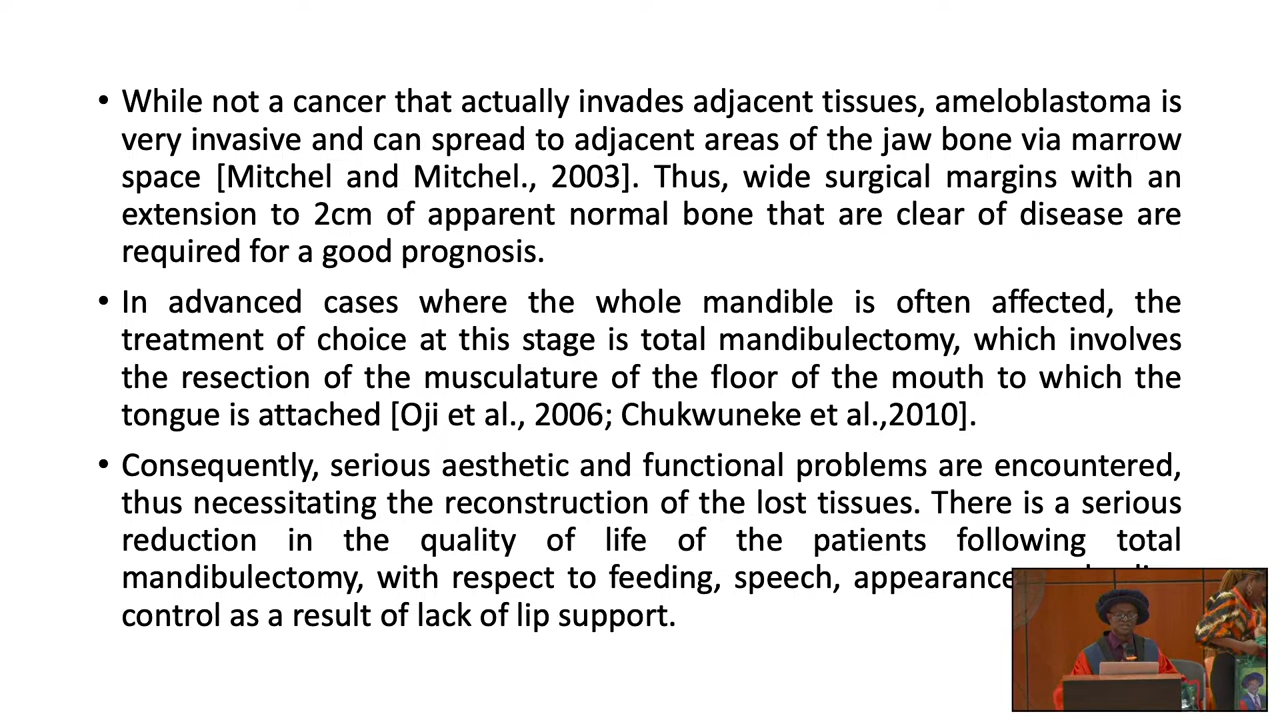 • While not a cancer that actually invades adjacent tissues, ameloblastoma is
very invasive and can spread to adjacent areas of the jaw bone via marrow
space [Mitchel and Mitchel., 2003]. Thus, wide surgical margins with an
extension to 2cm of apparent normal bone that are clear of disease are
required for a good prognosis.
• In advanced cases where the whole mandible is often affected, the
treatment of choice at this stage is total mandibulectomy, which involves
the resection of the musculature of the floor of the mouth to which the
tongue is attached [Oji et al., 2006; Chukwuneke et al.,2010].
• Consequently, serious aesthetic and functional problems are encountered,
thus necessitating the reconstruction of the lost tissues. There is a serious
reduction in the quality of life of the patients following total
mandibulectomy, with respect to feeding, speech, appearance
control as a result of lack of lip support.